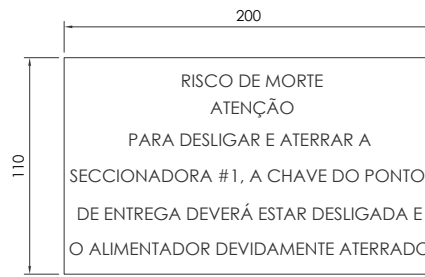 200
110
RISCO DE MORTE
ATENÇÃO
PARA DESLIGAR E ATERRAR A
SECCIONADORA #1, A CHAVE DO PONTO
DE ENTREGA DEVERÁ ESTAR DESLIGADA E
O ALIMENTADOR DEVIDAMENTE ATERRADO